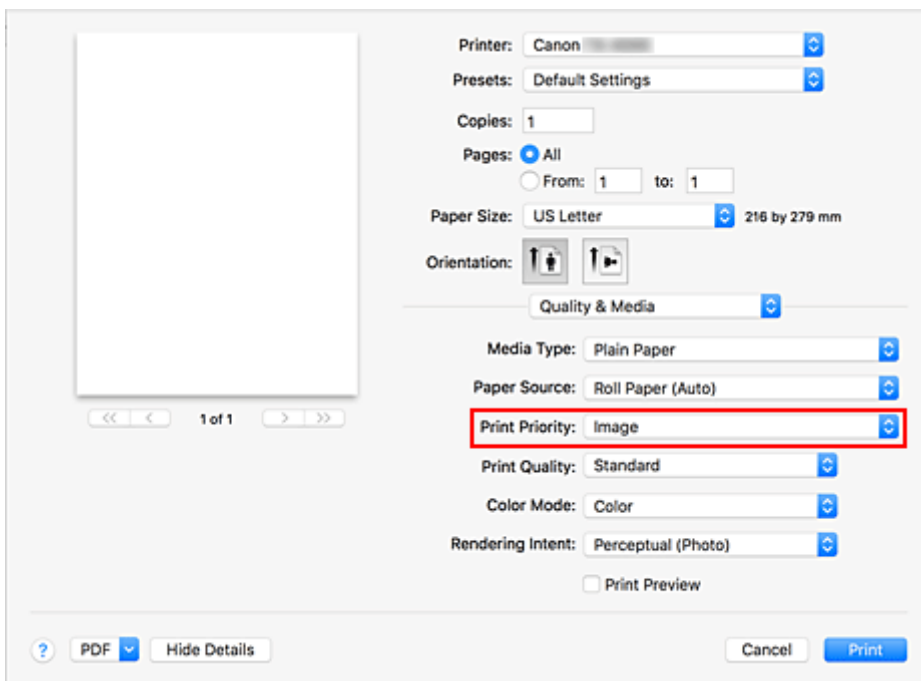 Printer: Canon
Presets: Default Settings
Copies: 1
Pages: All
From: 1 to: 1
Paper Size: US Letter 216 by 279 mm
Orientation:
Quality & Media
Media Type: Plain Paper
Paper Source: Roll Paper (Auto)
<< < 1 of 1 > >>
Print Priority: Image
Print Quality: Standard
Color Mode: Color
Rendering Intent: Perceptual (Photo)
Print Preview
? PDF Hide Details Cancel Print